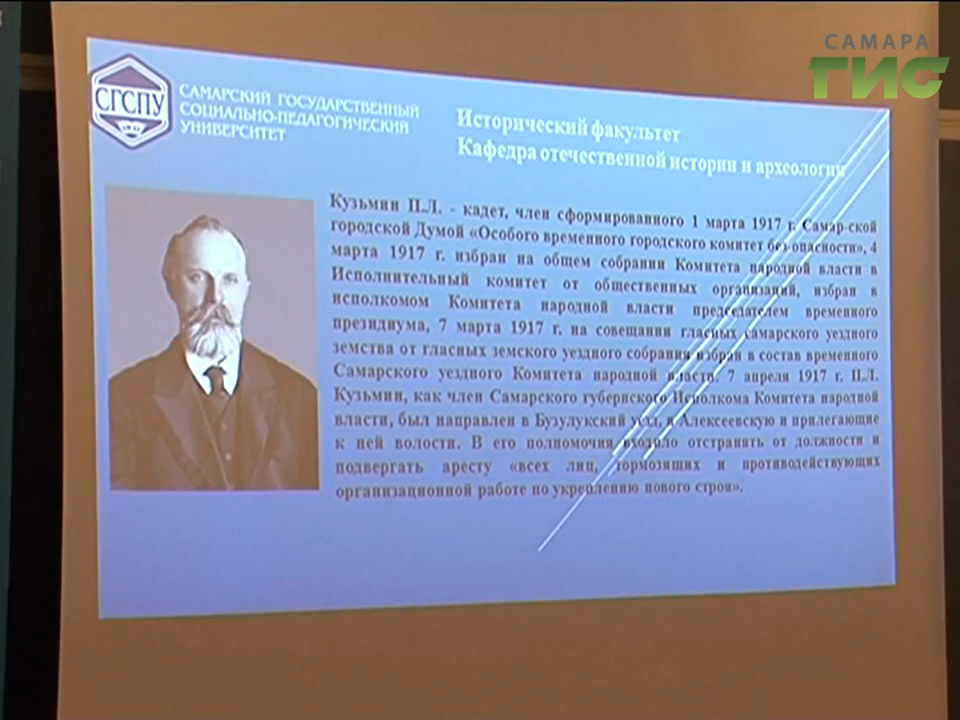 САМАРА
ГИС
СГСПУ
САМАРСКИЙ ГОСУДАРСТВЕННЫЙ
СОЦИАЛЬНО-ПЕДАГОГИЧЕСКИЙ
УНИВЕРСИТЕТ
Исторический факультет
Кафедра отечественной истории и археологии
Кузьмин П.Л. - кадет, член сформированного 1 марта 1917 г. Самар-ской
городской Думой «Особого временного городского комитет без-опасности», 4
марта 1917 г. избран на общем собрании Комитета народной власти в
Исполнительный комитет от общественных организаций, избран в
исполкомом Комитета народной власти председателем временного
президиума, 7 марта 1917 г. на совещании гласных самарского уездного
земства от гласных земского уездного собрания избран в состав временного
Самарского уездного Комитета народной власти. 7 апреля 1917 г. П.Л.
Кузьмин, как член Самарского губернского Исполкома Комитета народной
власти, был направлен в Бузулукский уезд, в Алексеевскую и прилегающие
к ней волости. В его полномочия входило отстранять от должности и
подвергать аресту «всех лиц, тормозящих и противодействующих
организационной работе по укреплению нового строя».